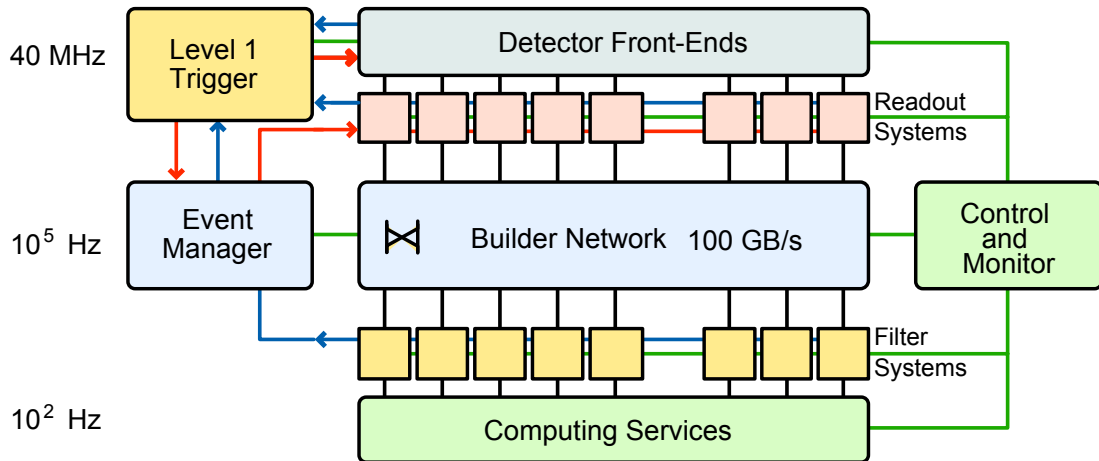 40 MHz
Level 1
Trigger
Detector Front-Ends
Readout
Systems
10⁵ Hz
Event
Manager
Builder Network 100 GB/s
Control
and
Monitor
Filter
Systems
10² Hz
Computing Services